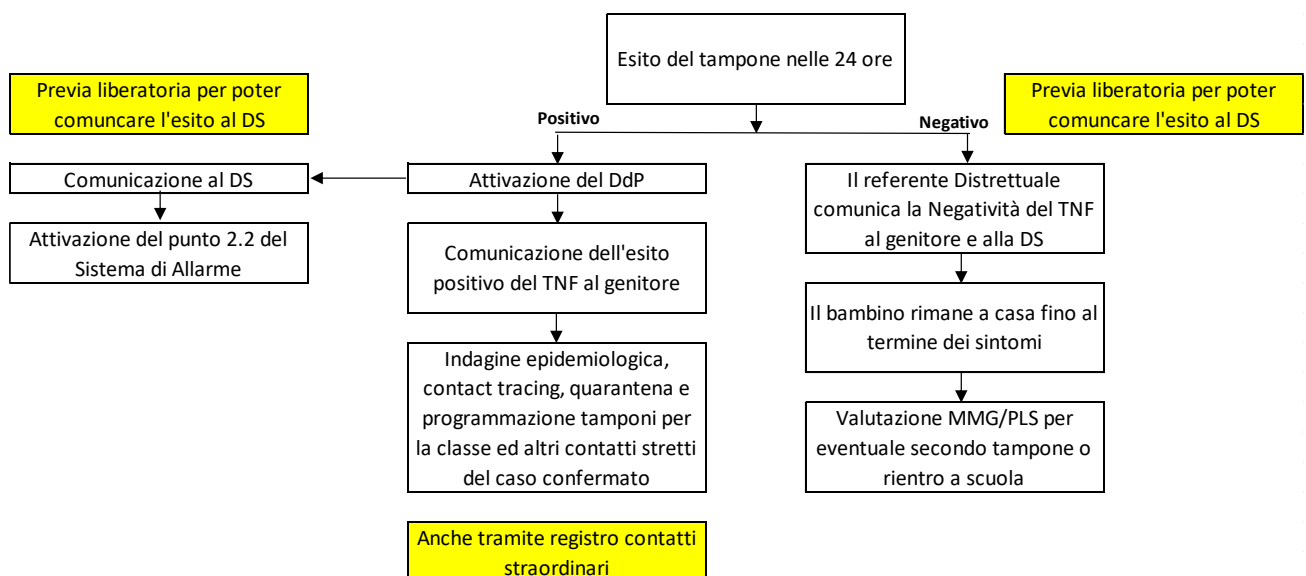 Esito del tampone nelle 24 ore
Previa liberatoria per poter
comuncare l'esito al DS
Previa liberatoria per poter
comuncare l'esito al DS
Positivo
Negativo
Comunicazione al DS
Attivazione del DdP
Il referente Distrettuale
comunica la Negatività del TNF
al genitore e alla DS
Attivazione del punto 2.2 del
Sistema di Allarme
Comunicazione dell'esito
positivo del TNF al genitore
Il bambino rimane a casa fino al
termine dei sintomi
Indagine epidemiologica,
contact tracing, quarantena e
programmazione tamponi per
la classe ed altri contatti stretti
del caso confermato
Valutazione MMG/PLS per
eventuale secondo tampone o
rientro a scuola
Anche tramite registro contatti
straordinari